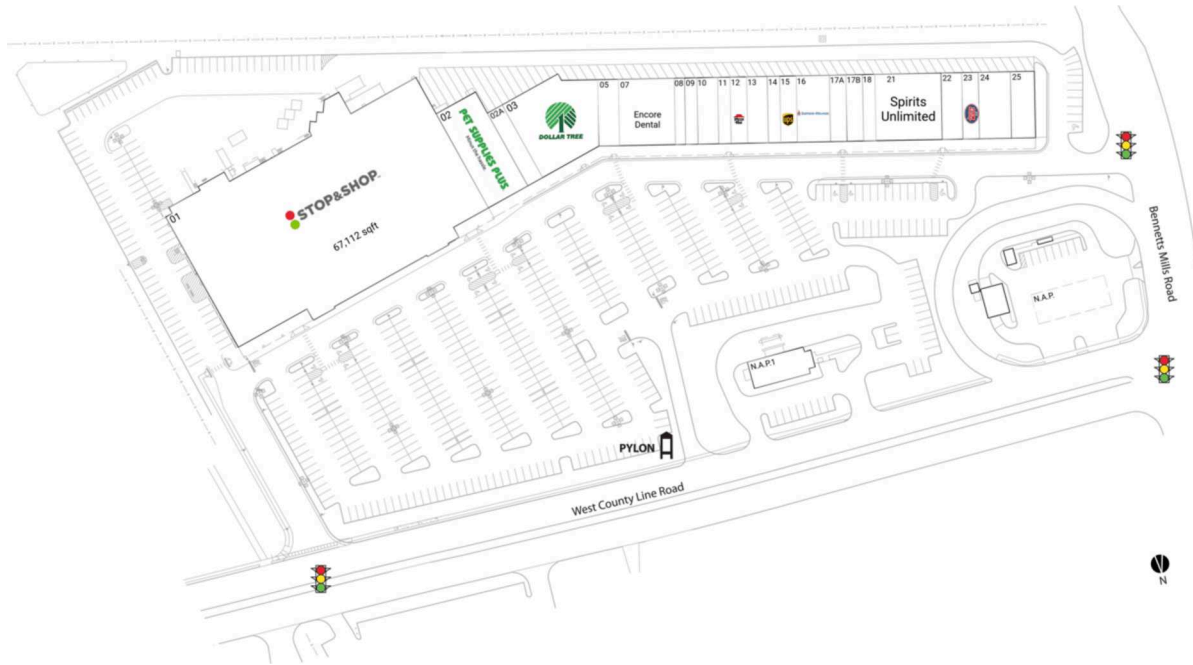 05
07
08
09
10
11
12
13
14
15
16
17A
17B
18
21
22
23
24
25
02
02A
03
PET SUPPLIES PLUS
DOLLAR TREE
Encore
Dental
Spirits
Unlimited
01
STOP&SHOP
67,112 sqft
Bennetts Mills Road
N.A.P.
N.A.P.1
PYLON
West County Line Road
N